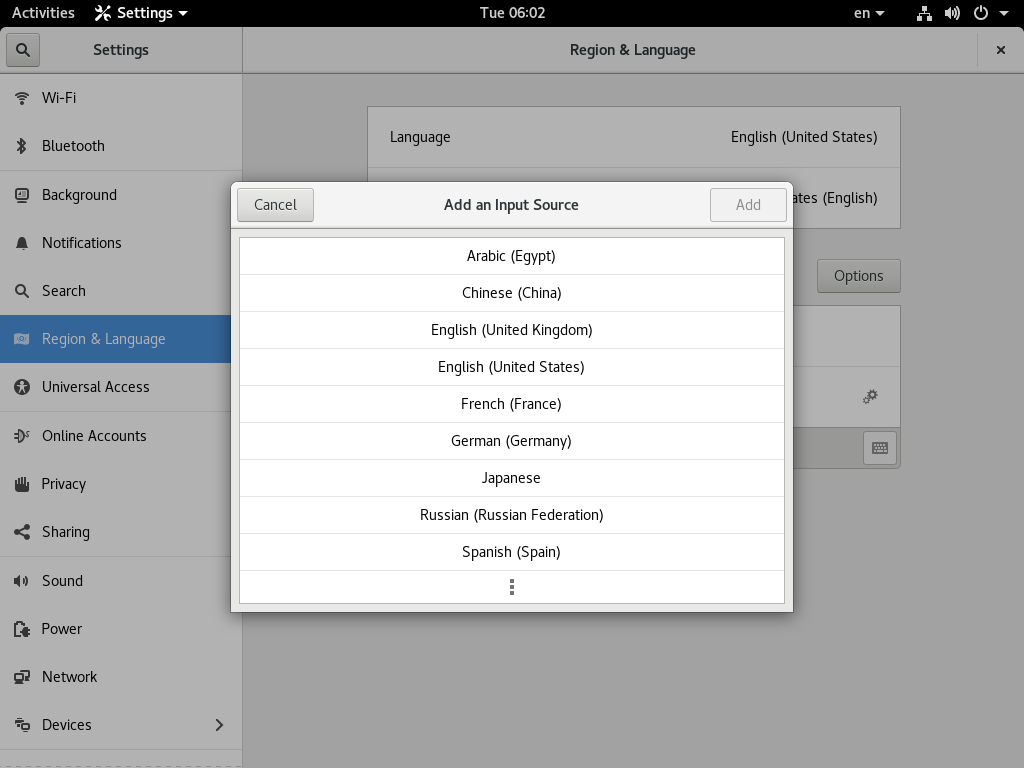 Activities
Settings
Tue 06:02
en
Settings
Region & Language
Wi-Fi
Bluetooth
Background
Notifications
Search
Region & Language
Universal Access
Online Accounts
Privacy
Sharing
Sound
Power
Network
Devices
Language
English (United States)
(English)
Options
Cancel
Add an Input Source
Add
Arabic (Egypt)
Chinese (China)
English (United Kingdom)
English (United States)
French (France)
German (Germany)
Japanese
Russian (Russian Federation)
Spanish (Spain)